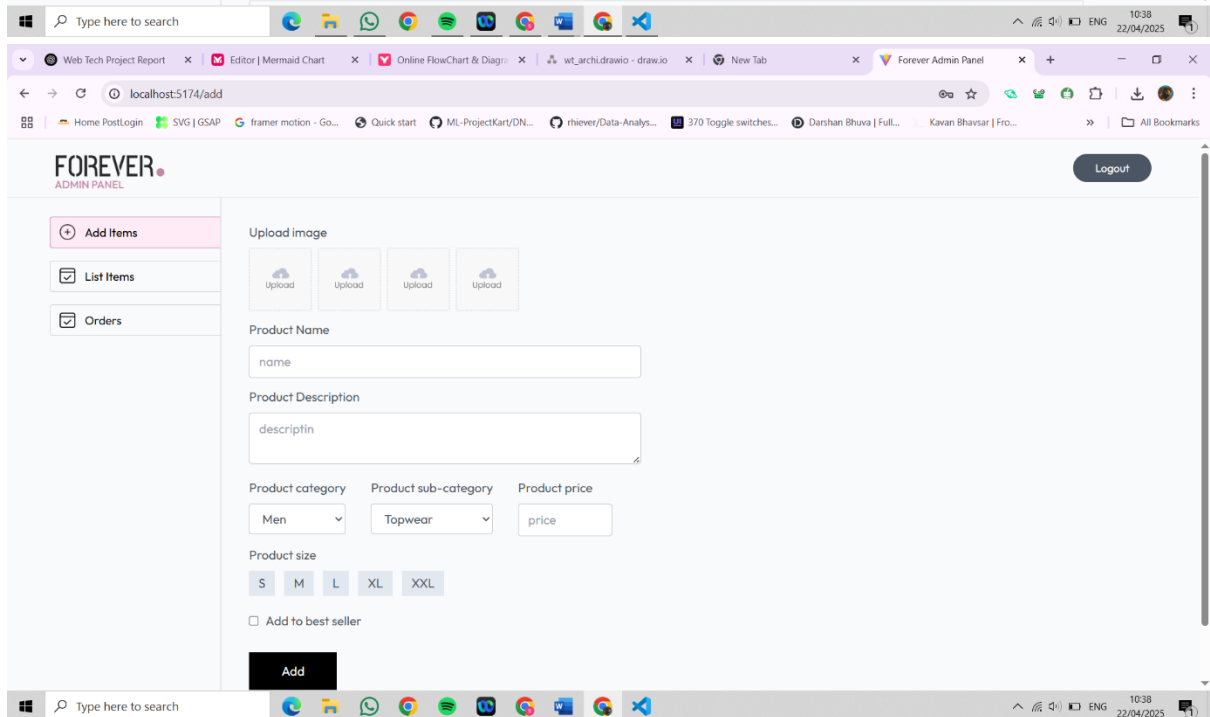 Type here to search
ENG
10:38
22/04/2025
Web Tech Project Report
Editor | Mermaid Chart
Online FlowChart & Diagra
wt_archi.drawio - draw.io
New Tab
Forever Admin Panel
localhost:5174/add
Home PostLogin
SVG | GSAP
framer motion - Go...
Quick start
ML-ProjectKart/DN...
rhiever/Data-Analys...
370 Toggle switches...
Darshan Bhuva | Full...
Kavan Bhavsar | Fro...
All Bookmarks
FOREVER.
ADMIN PANEL
Logout
Add Items
List Items
Orders
Upload image
Upload Upload Upload Upload
Product Name
name
Product Description
descriptin
Product category Product sub-category Product price
Men Topwear price
Product size
S M L XL XXL
Add to best seller
Add
Type here to search
ENG
10:38
22/04/2025